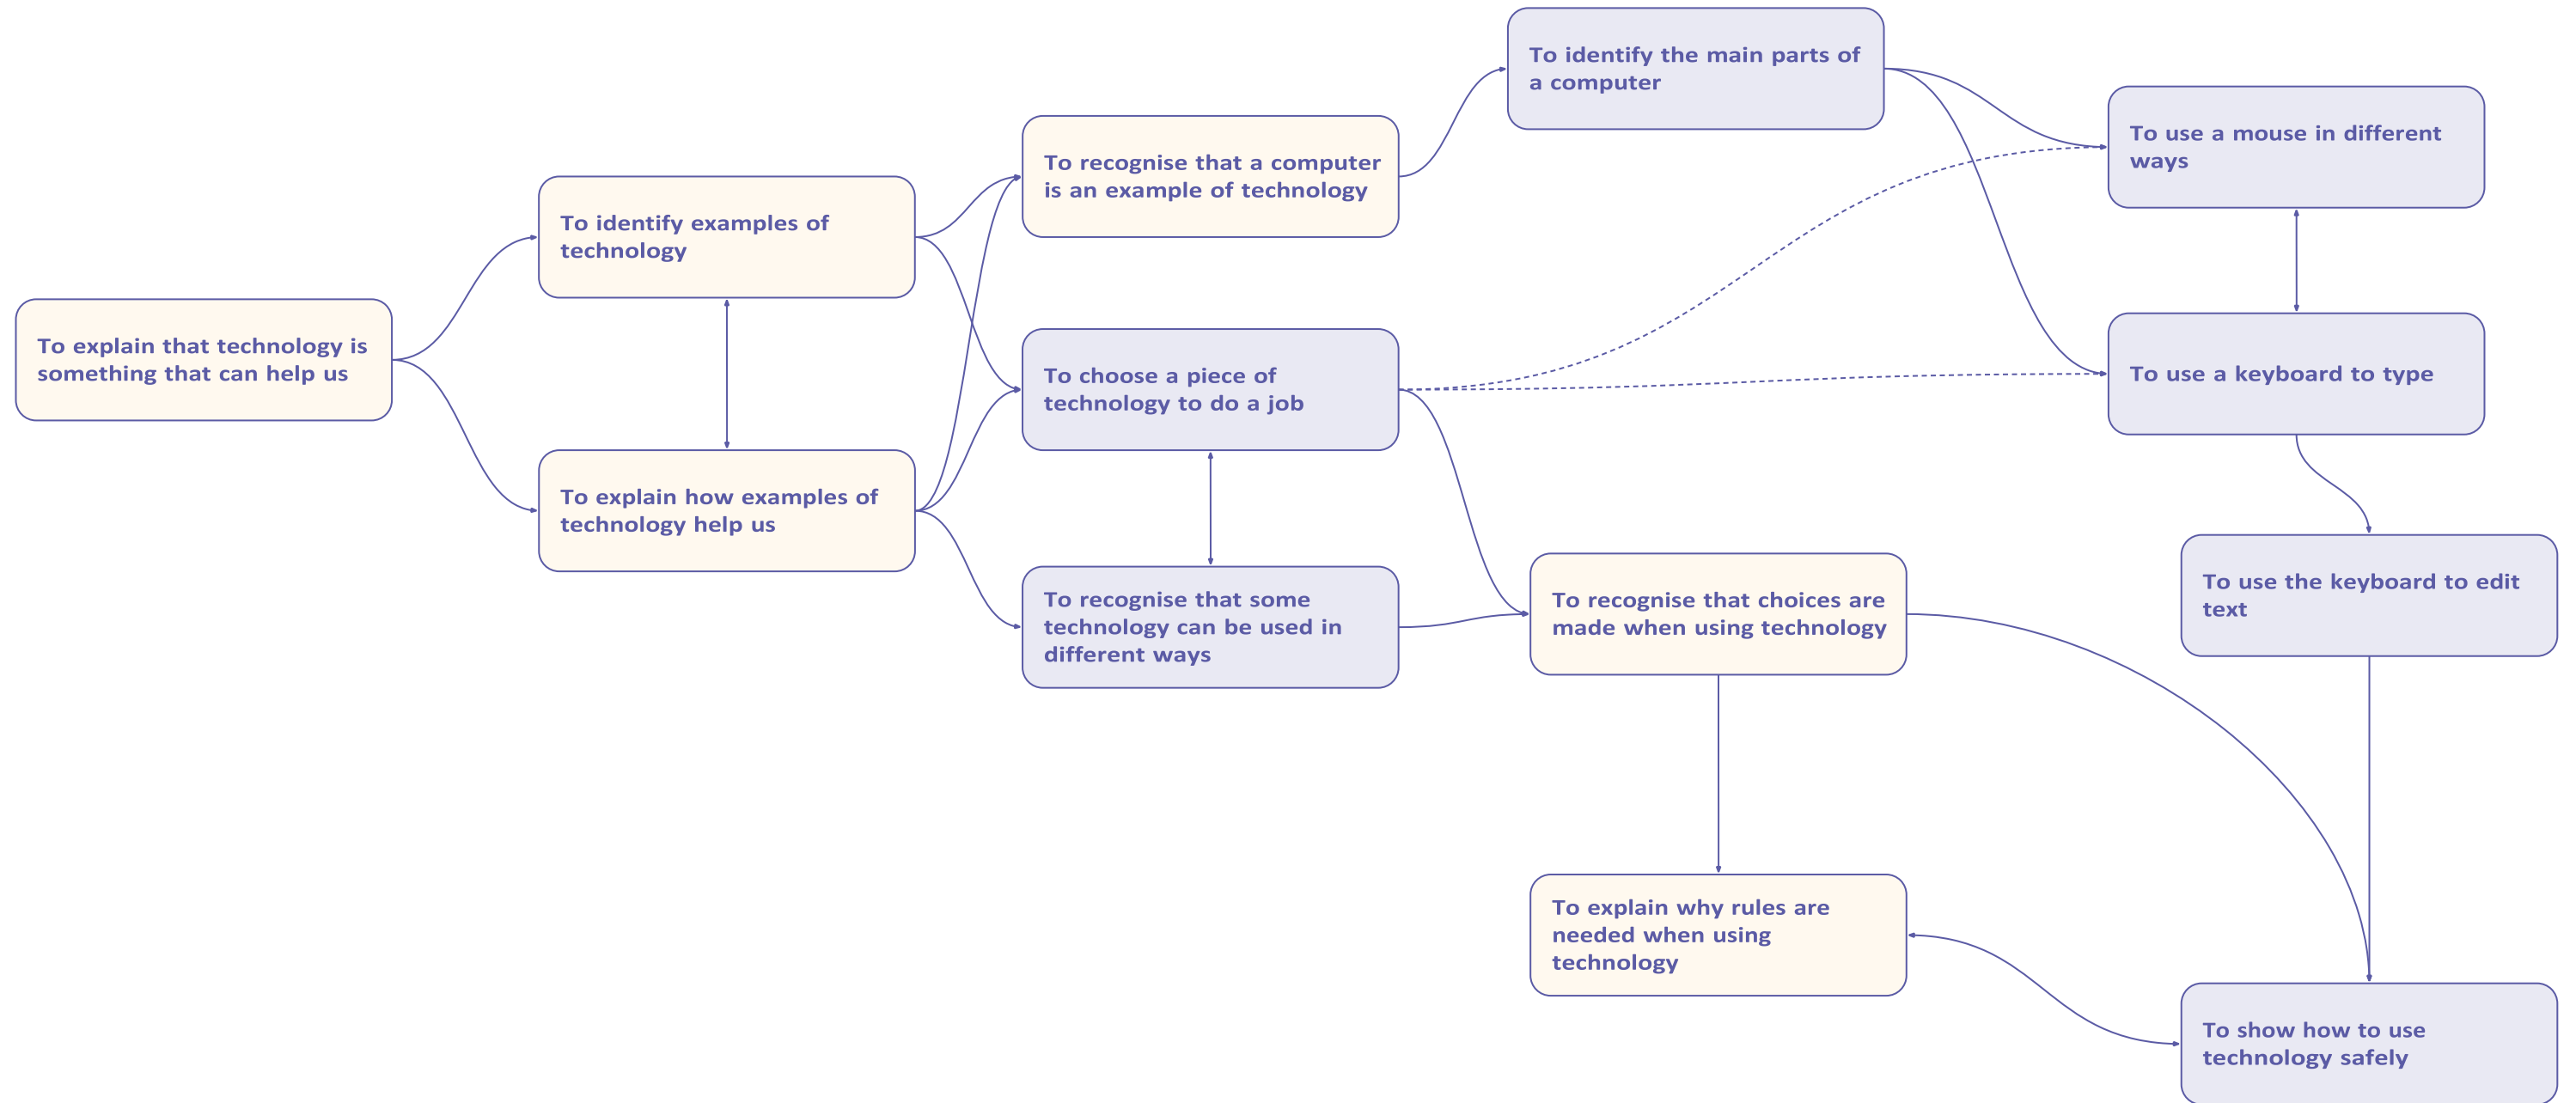 To explain that technology is
something that can help us
To identify examples of
technology
To explain how examples of
technology help us
To recognise that a computer
is an example of technology
To choose a piece of
technology to do a job
To recognise that some
technology can be used in
different ways
To identify the main parts of
a computer
To recognise that choices are
made when using technology
To explain why rules are
needed when using
technology
To use a mouse in different
ways
To use a keyboard to type
To use the keyboard to edit
text
To show how to use
technology safely